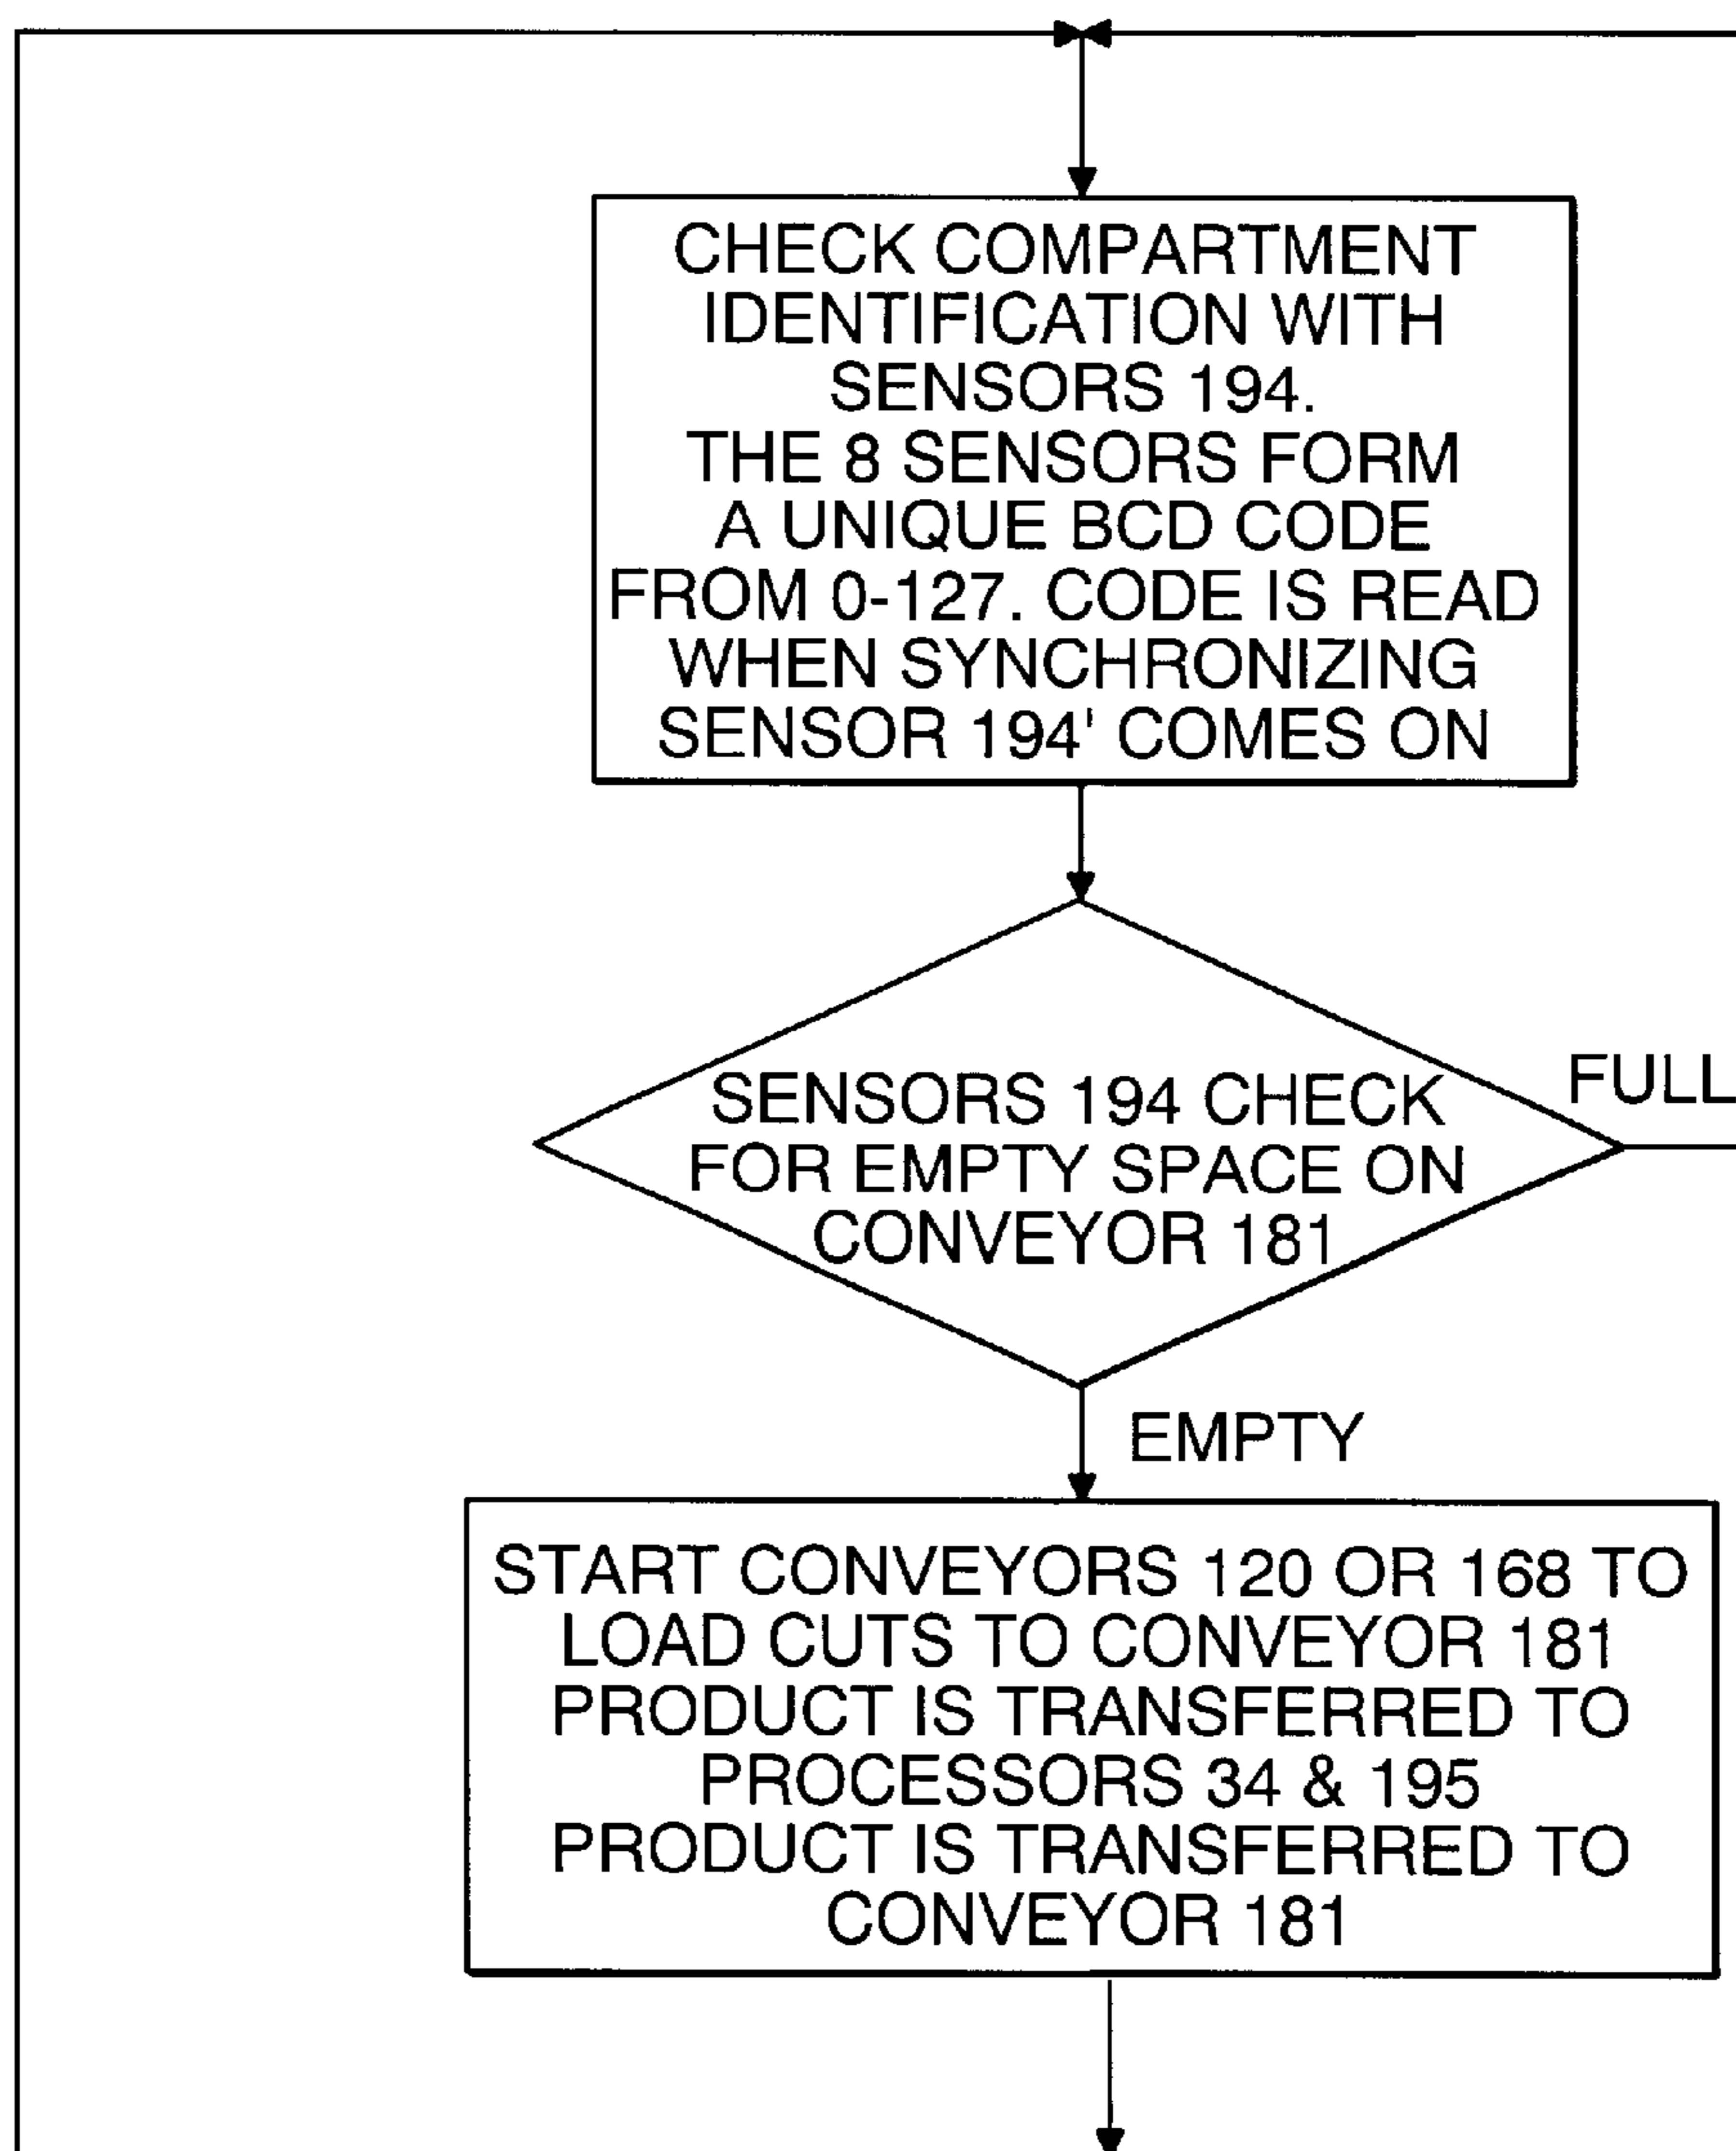 CHECK COMPARTMENT
IDENTIFICATION WITH
SENSORS 194.
THE 8 SENSORS FORM
A UNIQUE BCD CODE
FROM 0-127. CODE IS READ
WHEN SYNCHRONIZING
SENSOR 194' COMES ON
SENSORS 194 CHECK
FOR EMPTY SPACE ON
CONVEYOR 181
FULL
EMPTY
START CONVEYORS 120 OR 168 TO
LOAD CUTS TO CONVEYOR 181
PRODUCT IS TRANSFERRED TO
PROCESSORS 34 & 195
PRODUCT IS TRANSFERRED TO
CONVEYOR 181